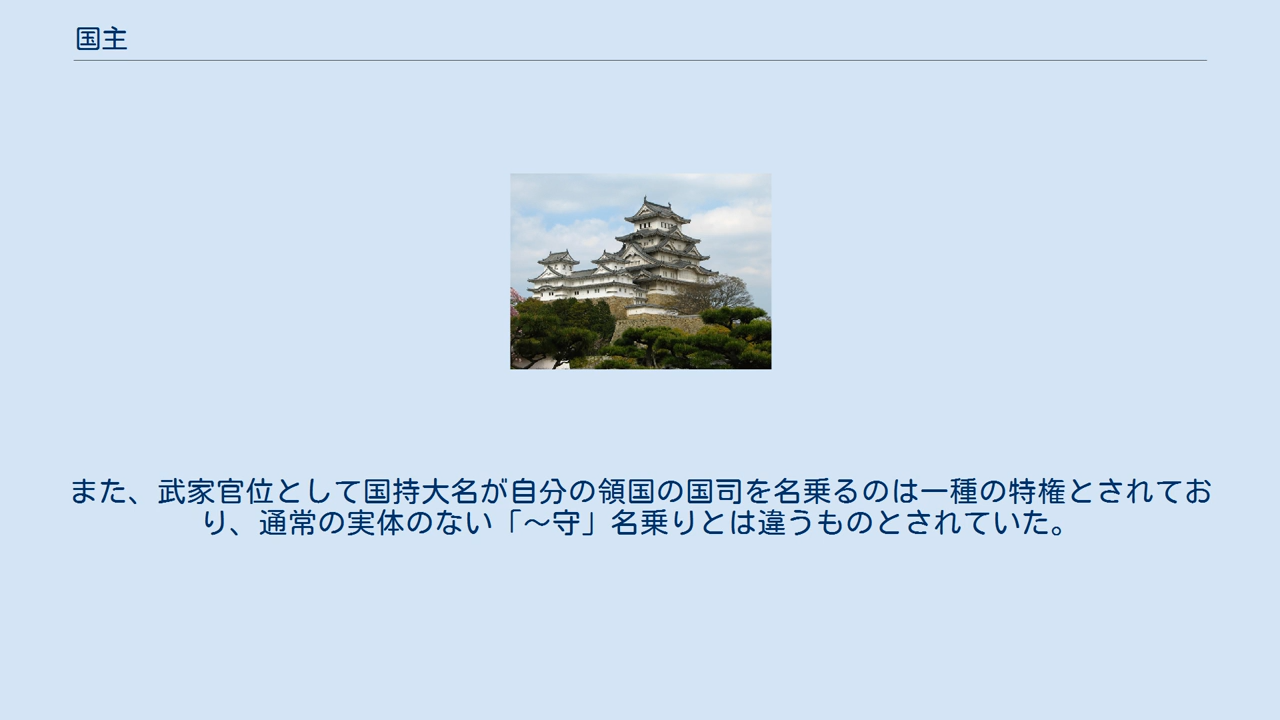 国主
また、武家官位として国持大名が自分の領国の国司を名乗るのは一種の特権とされてお
り、通常の実体のない「～守」名乗りとは違うものとされていた。